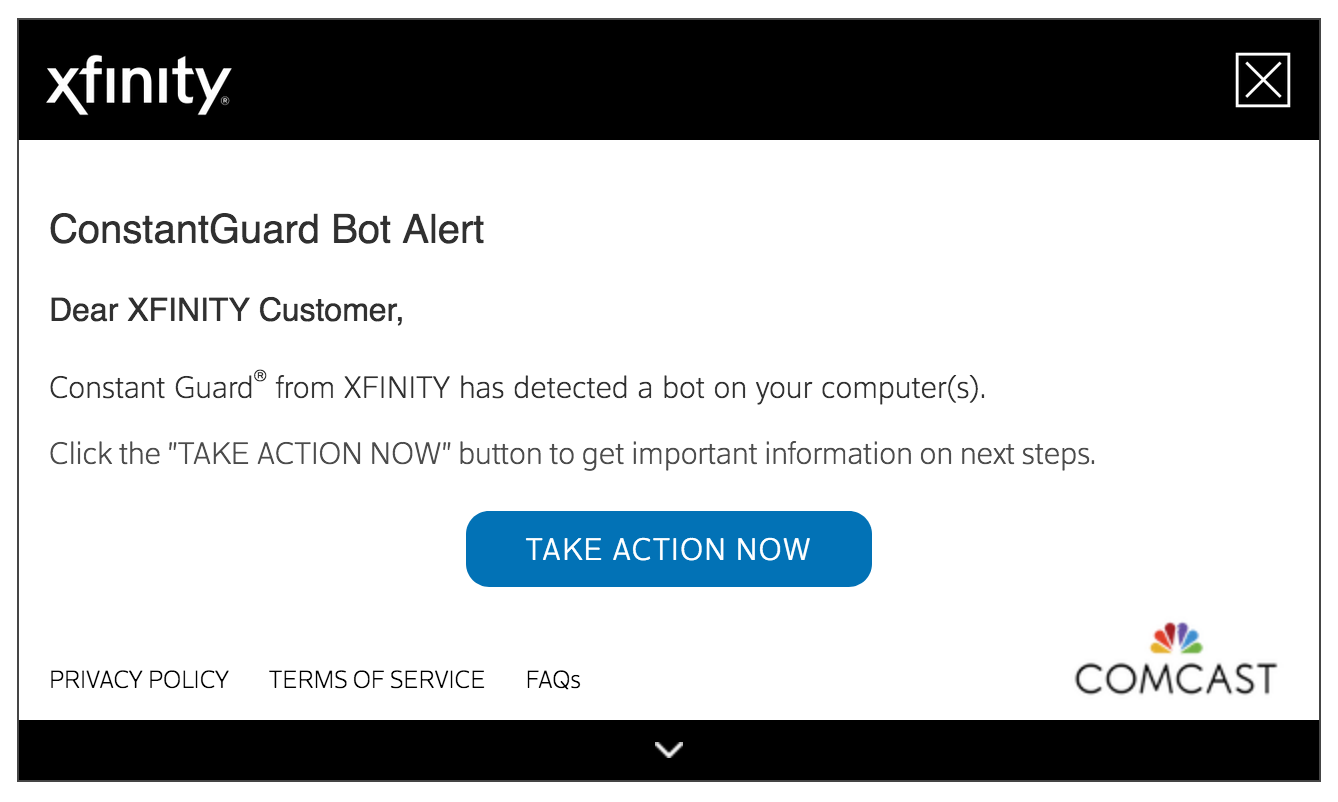 xfinity®
ConstantGuard Bot Alert
Dear XFINITY Customer,
Constant Guard® from XFINITY has detected a bot on your computer(s).
Click the "TAKE ACTION NOW" button to get important information on next steps.
TAKE ACTION NOW
PRIVACY POLICY TERMS OF SERVICE FAQs
COMCAST